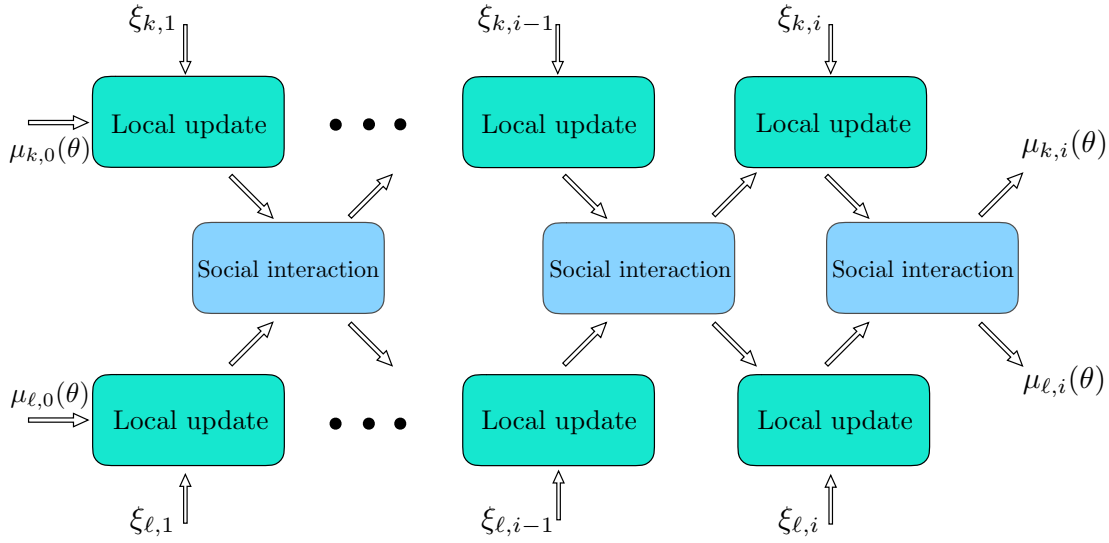 ξ_{k,1} ξ_{k,i−1} ξ_{k,i}
Local update Local update Local update
μ_{k,0}(θ) μ_{k,i}(θ)
Social interaction Social interaction Social interaction
μ_{ℓ,0}(θ) μ_{ℓ,i}(θ)
Local update Local update Local update
ξ_{ℓ,1} ξ_{ℓ,i−1} ξ_{ℓ,i}